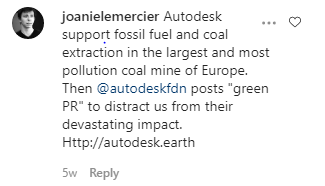 joanielemercier Autodesk
support fossil fuel and coal
extraction in the largest and most
pollution coal mine of Europe.
Then @autodeskfdn posts "green
PR" to distract us from their
devastating impact.
Http://autodesk.earth
5w Reply